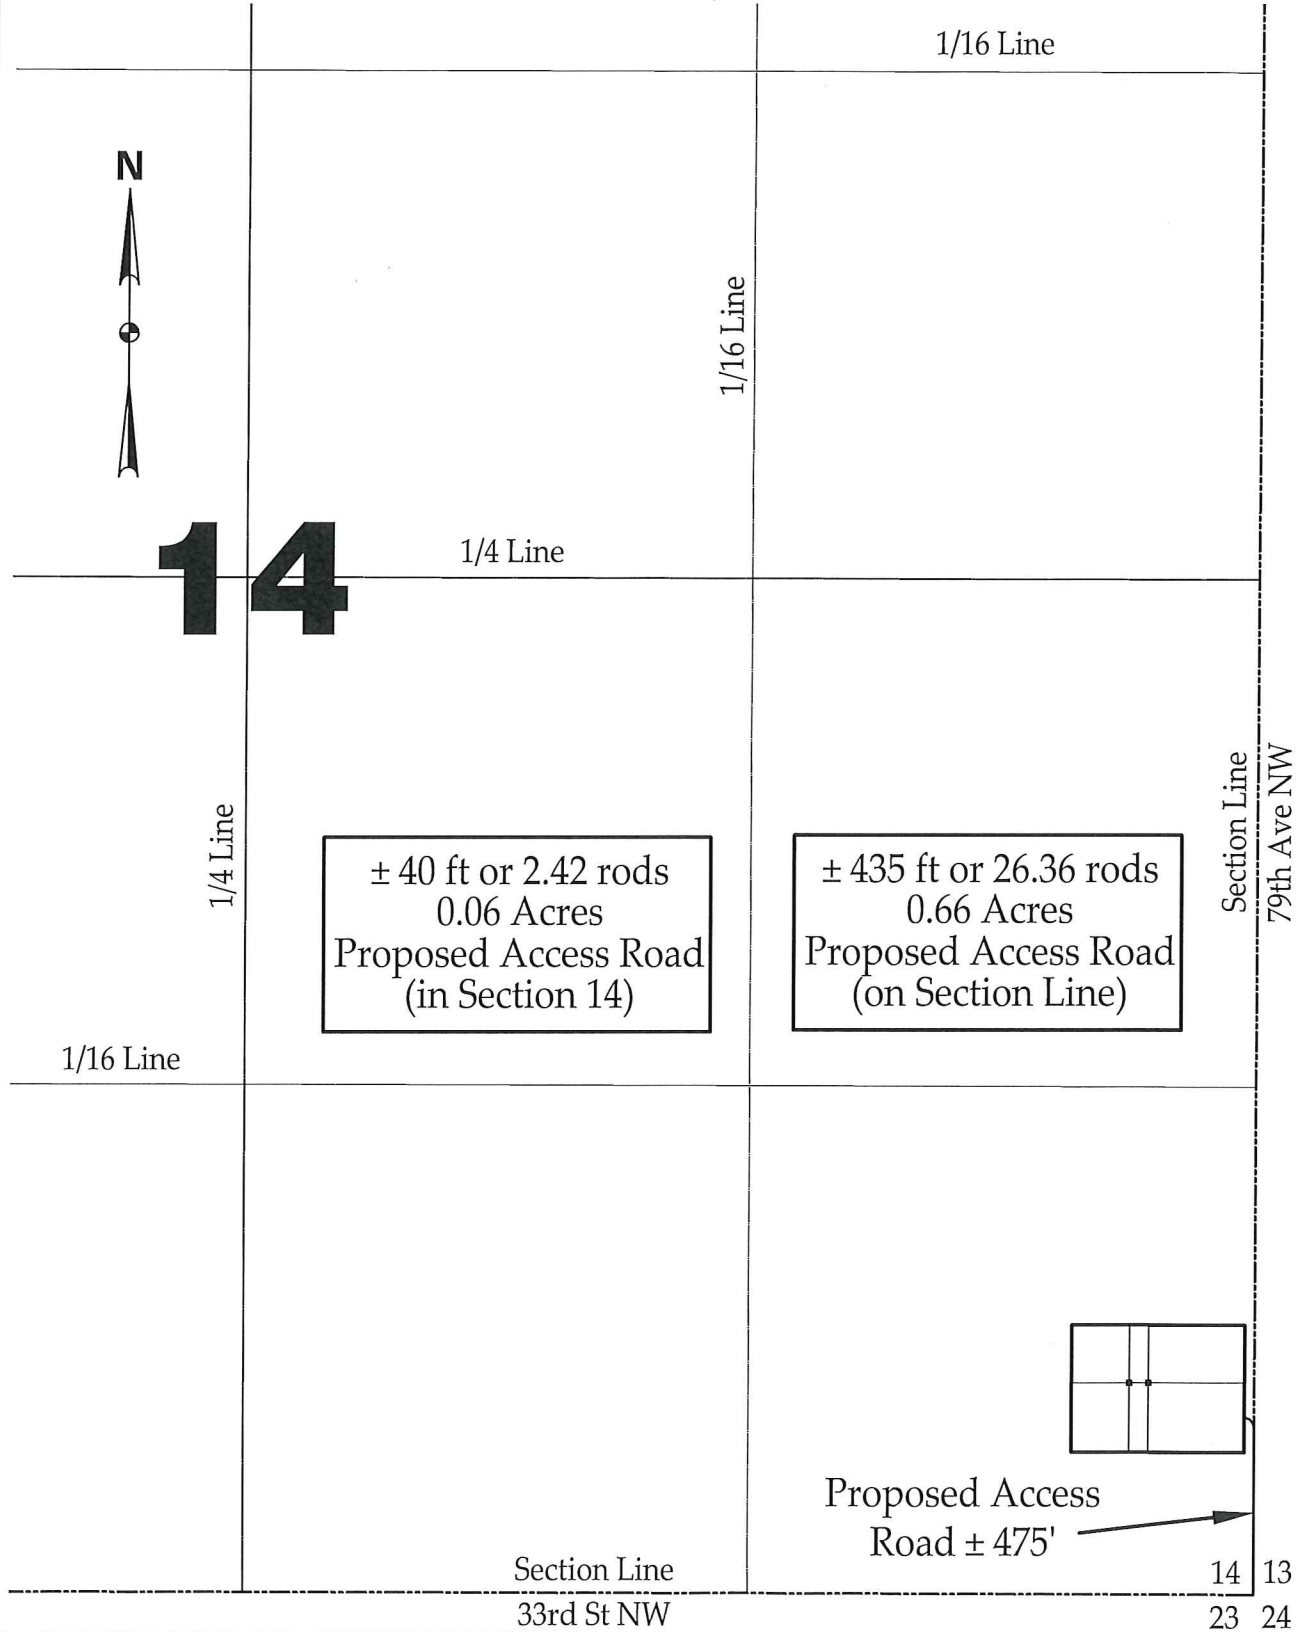 1/16 Line
N
1/16 Line
14
1/4 Line
Section Line
79th Ave NW
1/4 Line
± 40 ft or 2.42 rods
0.06 Acres
Proposed Access Road
(in Section 14)
± 435 ft or 26.36 rods
0.66 Acres
Proposed Access Road
(on Section Line)
1/16 Line
Proposed Access
Road ± 475'
Section Line
14 13
33rd St NW
23 24